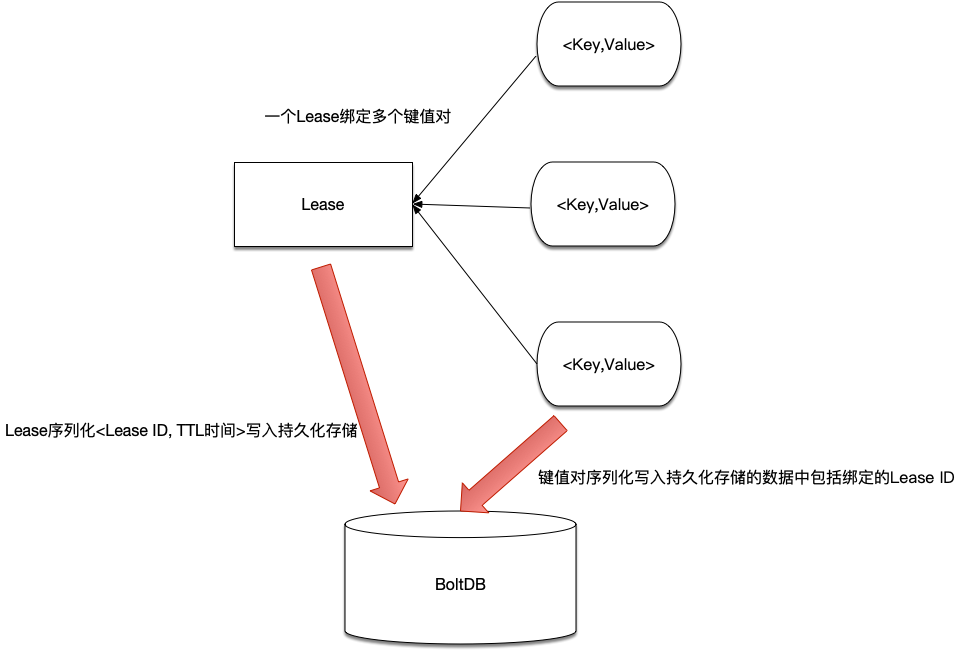 <Key,Value>
一个Lease绑定多个键值对
Lease
<Key,Value>
<Key,Value>
Lease序列化<Lease ID, TTL时间>写入持久化存储
键值对序列化写入持久化存储的数据中包括绑定的Lease ID
BoltDB